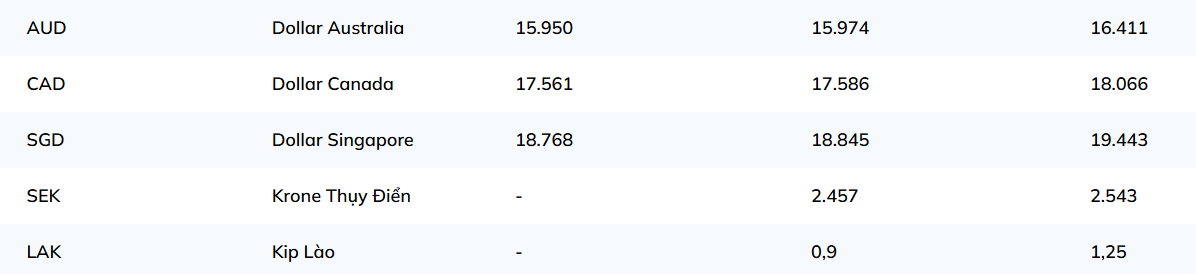 AUD Dollar Australia 15.950 15.974 16.411
CAD Dollar Canada 17.561 17.586 18.066
SGD Dollar Singapore 18.768 18.845 19.443
SEK Krone Thụy Điển - 2.457 2.543
LAK Kip Lào - 0,9 1,25